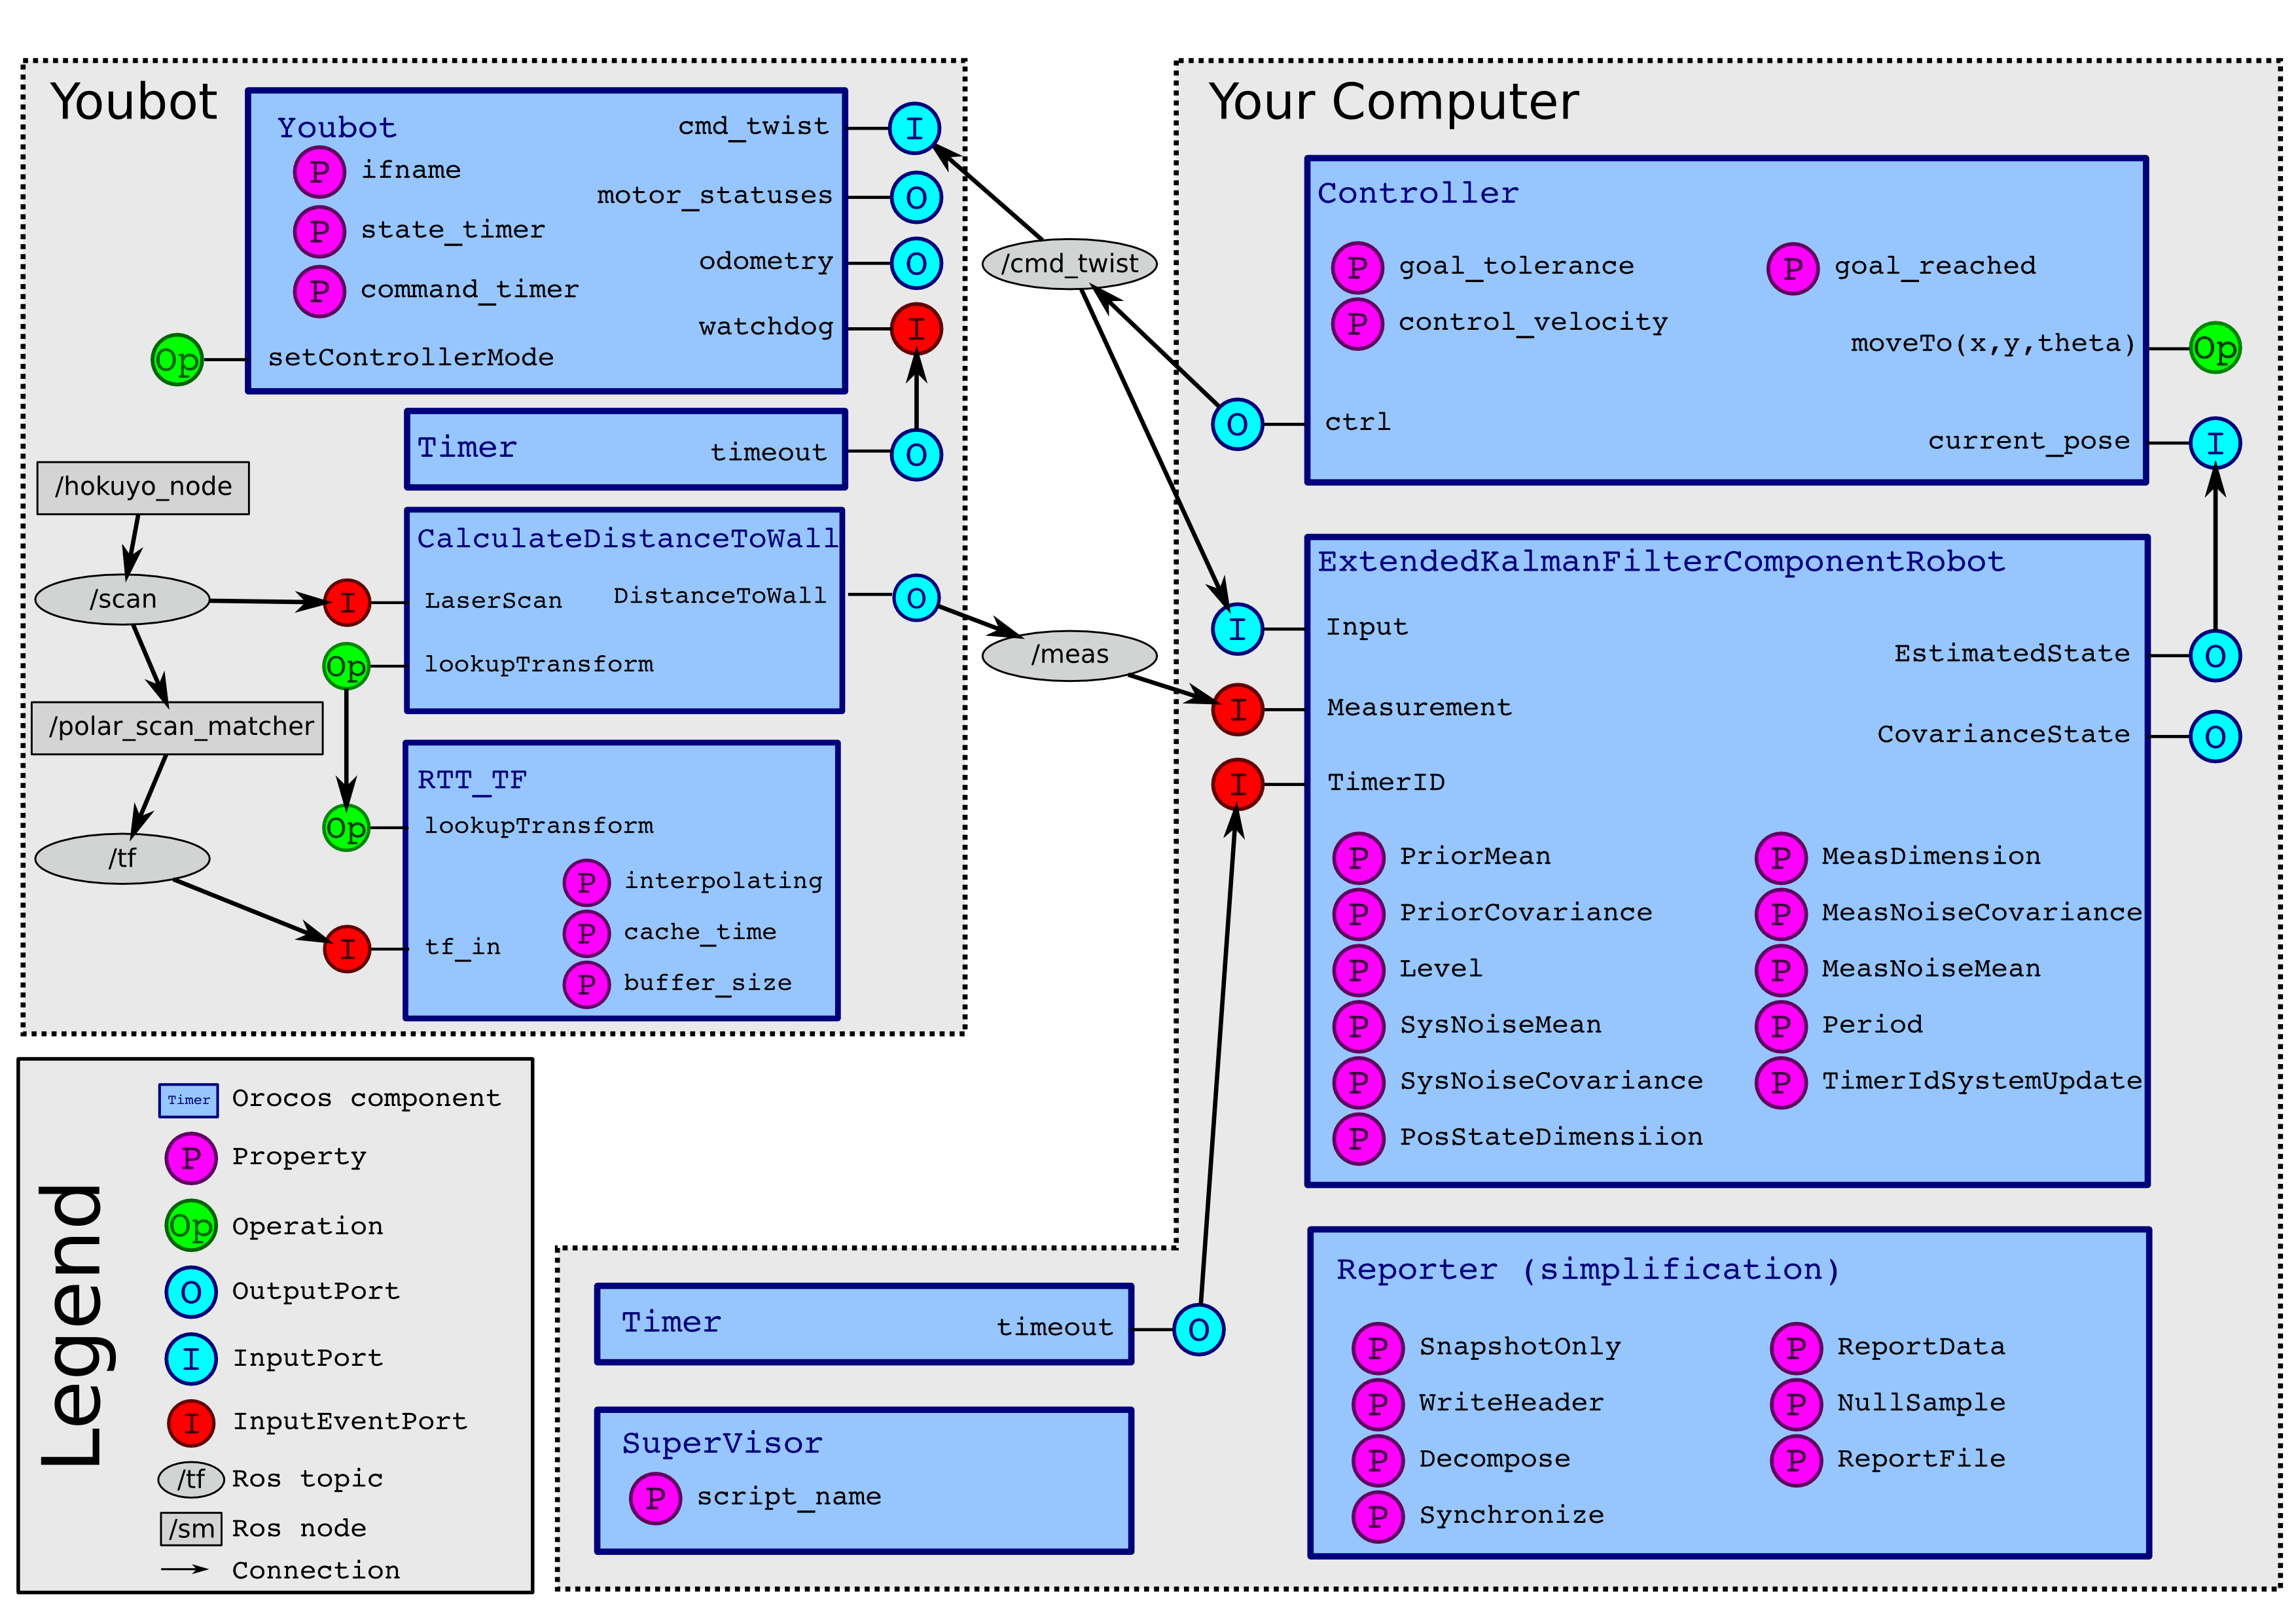 Youbot
Youbot
P ifname
P state_timer
P command_timer
Op setControllerMode
cmd_twist I
motor_statuses O
odometry O
watchdog I
Timer
timeout O
/hokuyo_node
/scan
/polar_scan_matcher
/tf
CalculateDistanceToWall
I LaserScan
DistanceToWall O
Op lookupTransform
RTT_TF
Op lookupTransform
P interpolating
P cache_time
P buffer_size
I tf_in
/cmd_twist
/meas
Your Computer
Controller
P goal_tolerance
P goal_reached
P control_velocity
moveTo(x,y,theta) Op
O ctrl
current_pose I
ExtendedKalmanFilterComponentRobot
I Input
EstimatedState O
I Measurement
CovarianceState O
I TimerID
P PriorMean
P PriorCovariance
P Level
P SysNoiseMean
P SysNoiseCovariance
P PosStateDimensiion
P MeasDimension
P MeasNoiseCovariance
P MeasNoiseMean
P Period
P TimerIdSystemUpdate
Reporter (simplification)
P SnapshotOnly
P WriteHeader
P Decompose
P Synchronize
P ReportData
P NullSample
P ReportFile
Timer
timeout O
SuperVisor
P script_name
Legend
Timer Orocos component
P Property
Op Operation
O OutputPort
I InputPort
I InputEventPort
/tf Ros topic
/sm Ros node
Connection